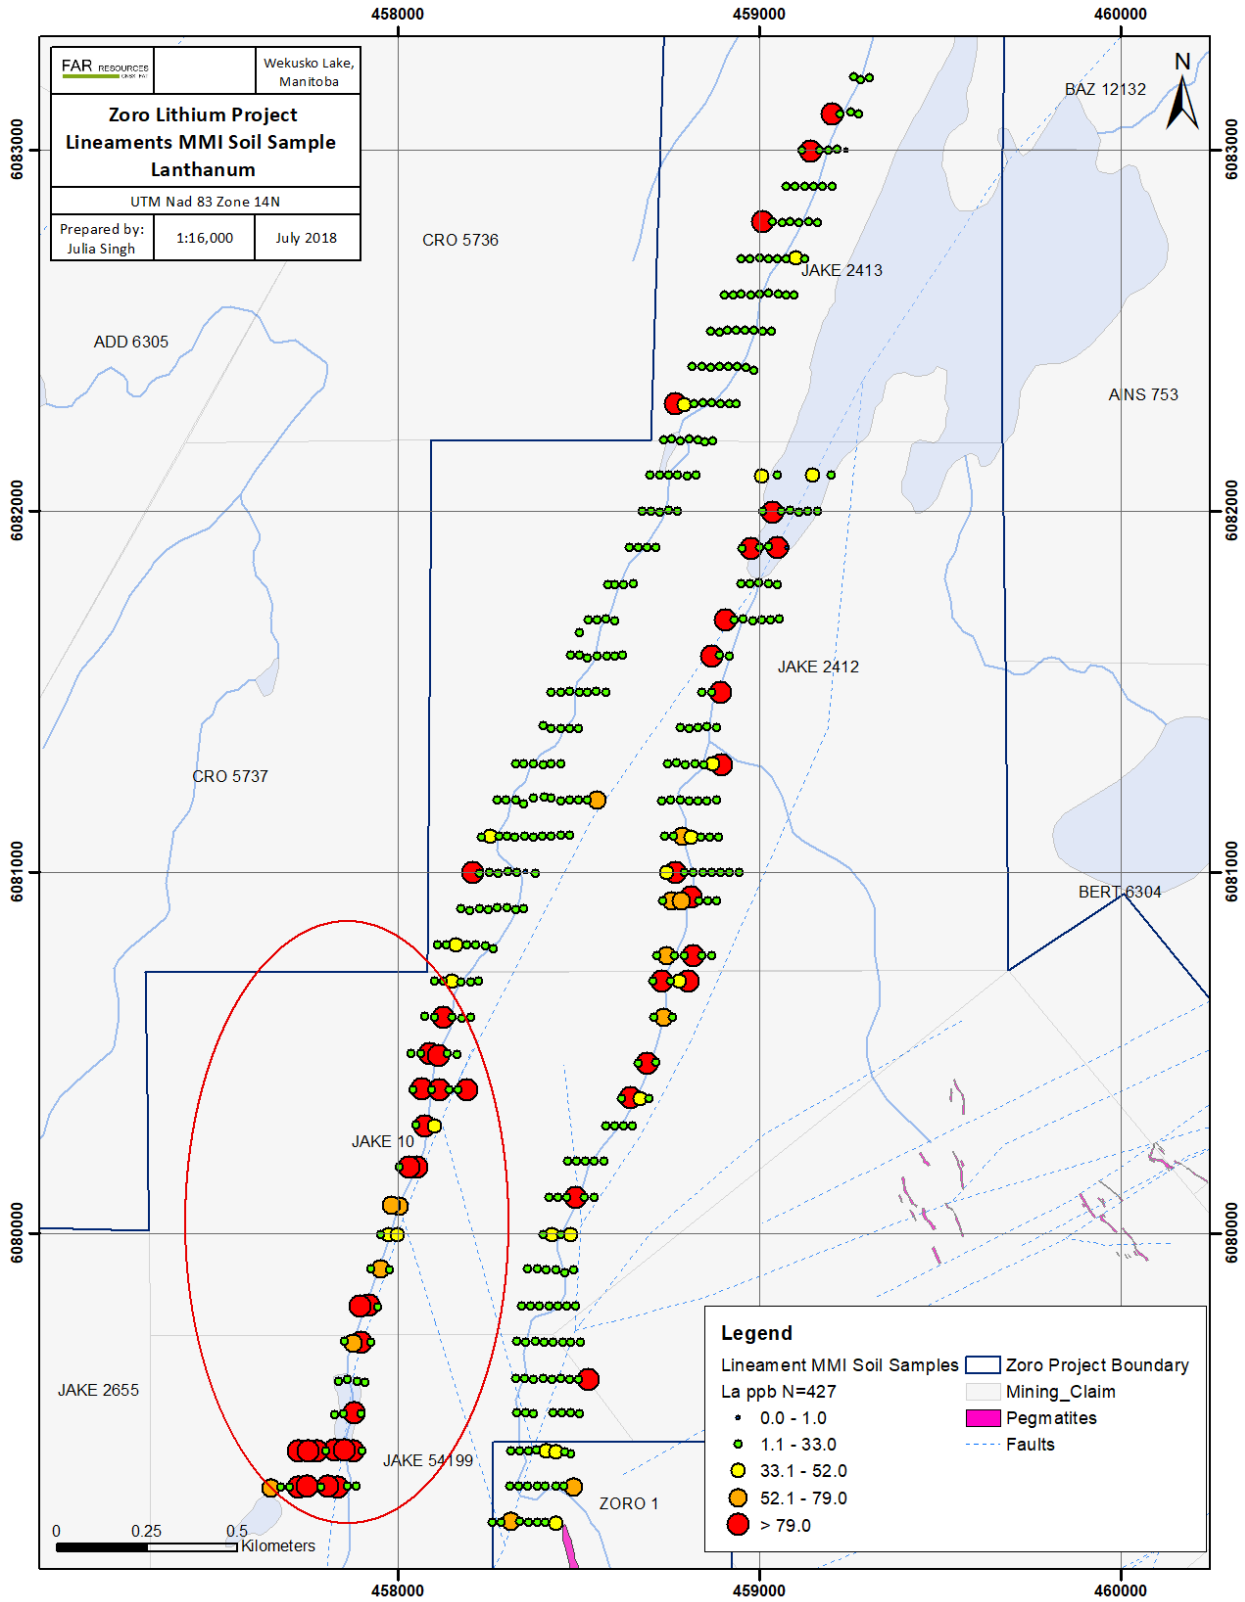 458000
459000
460000
FAR RESOURCES
Wekusko Lake,
Manitoba
Zoro Lithium Project
Lineaments MMI Soil Sample
Lanthanum
UTM Nad 83 Zone 14N
Prepared by:
Julia Singh
1:16,000
July 2018
N
BAZ 12132
6083000
6083000
CRO 5736
JAKE 2413
ADD 6305
AINS 753
6082000
6082000
JAKE 2412
CRO 5737
6081000
6081000
BERT 6304
JAKE 10
6080000
6080000
JAKE 2655
JAKE 54199
ZORO 1
Legend
Lineament MMI Soil Samples
La ppb N=427
0.0 - 1.0
1.1 - 33.0
33.1 - 52.0
52.1 - 79.0
> 79.0
Zoro Project Boundary
Mining_Claim
Pegmatites
Faults
0
0.25
0.5
Kilometers
458000
459000
460000